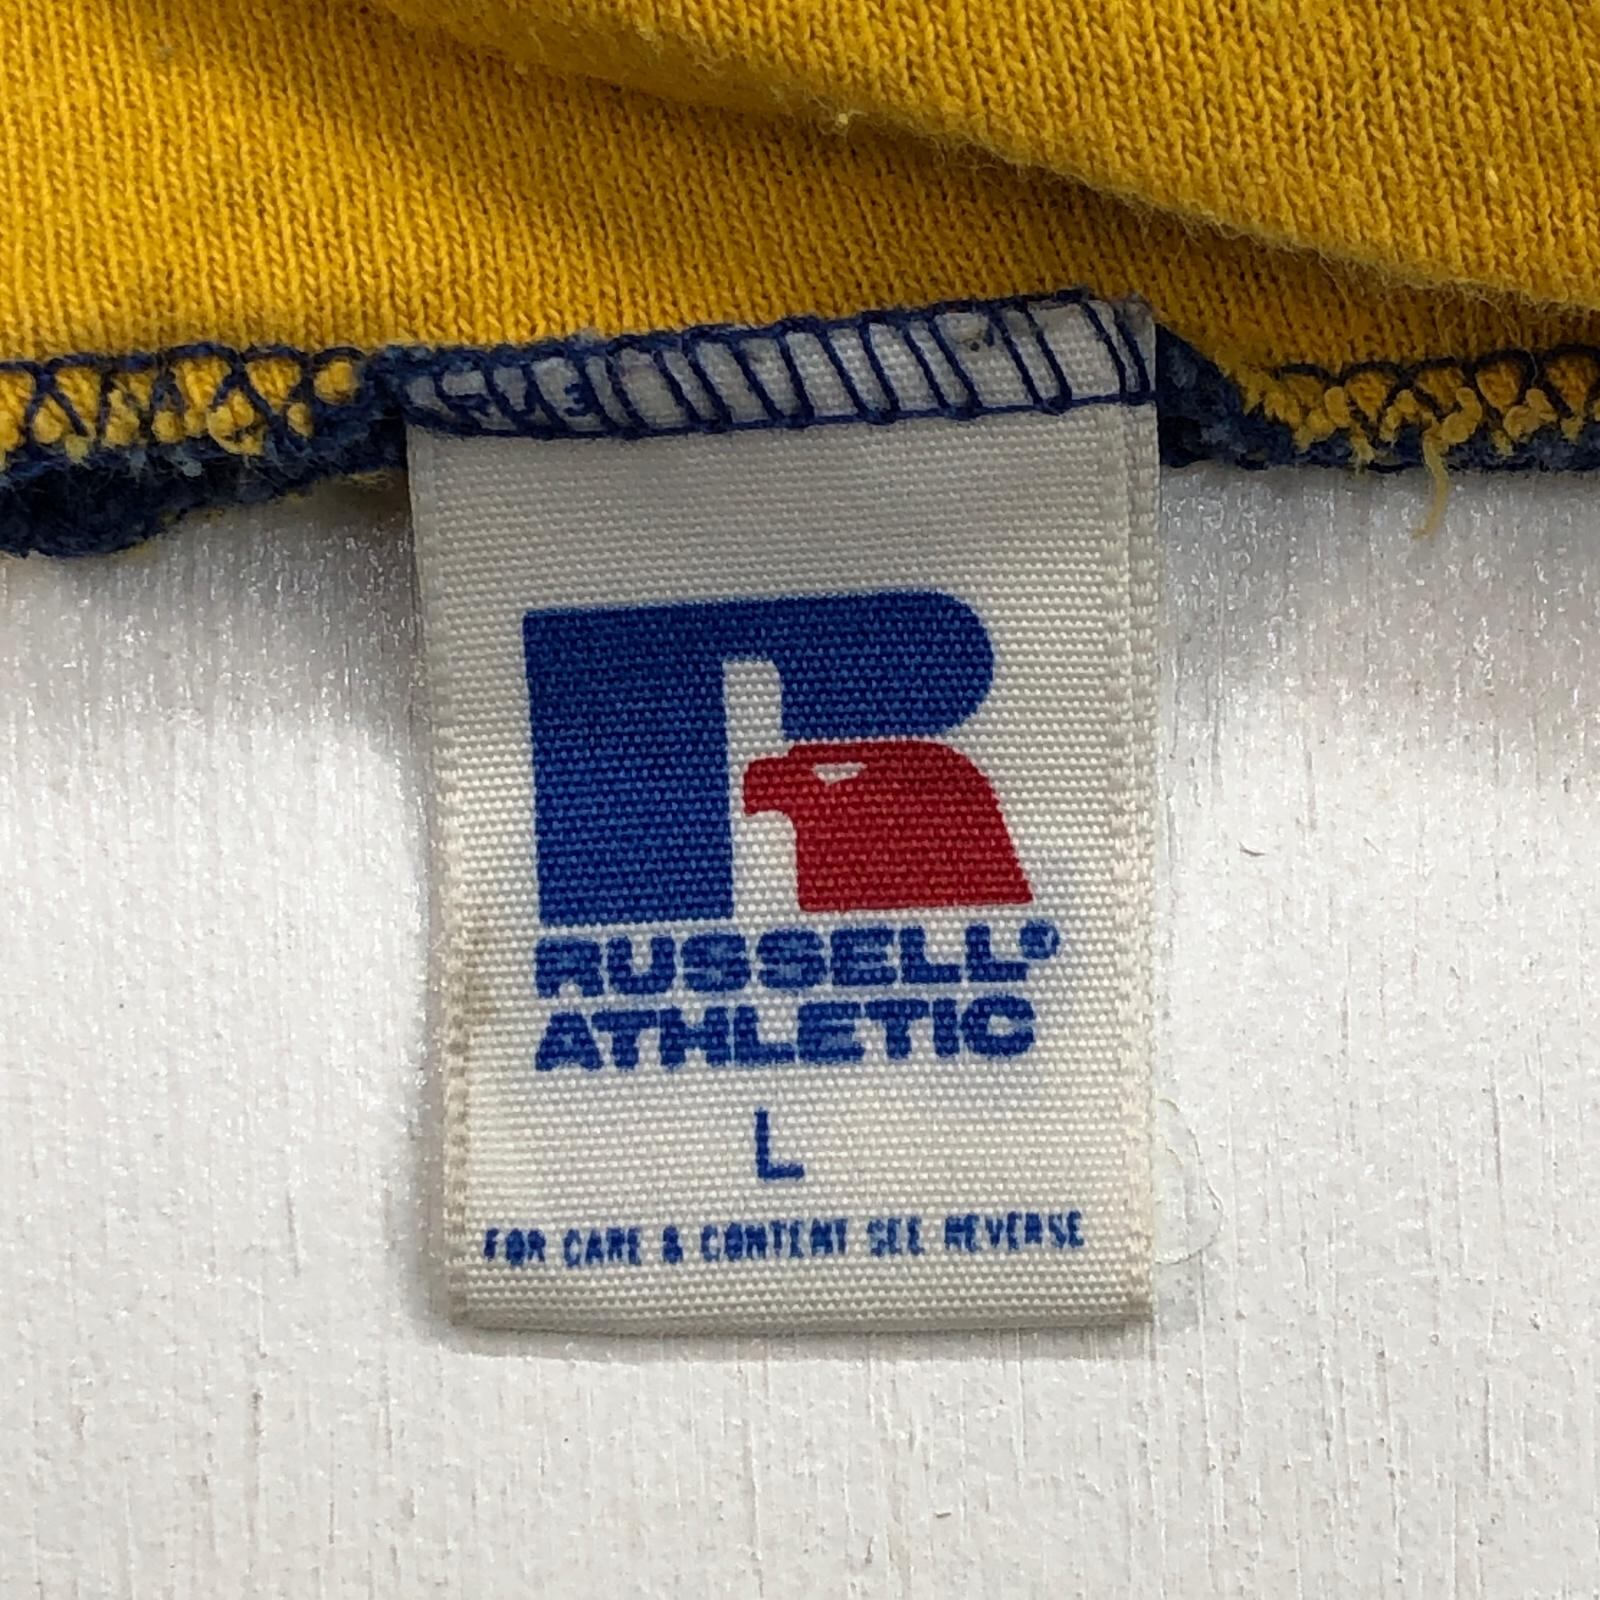 RUSSELL®
ATHLETIC
L
FOR CARE & CONTENT SEE REVERSE